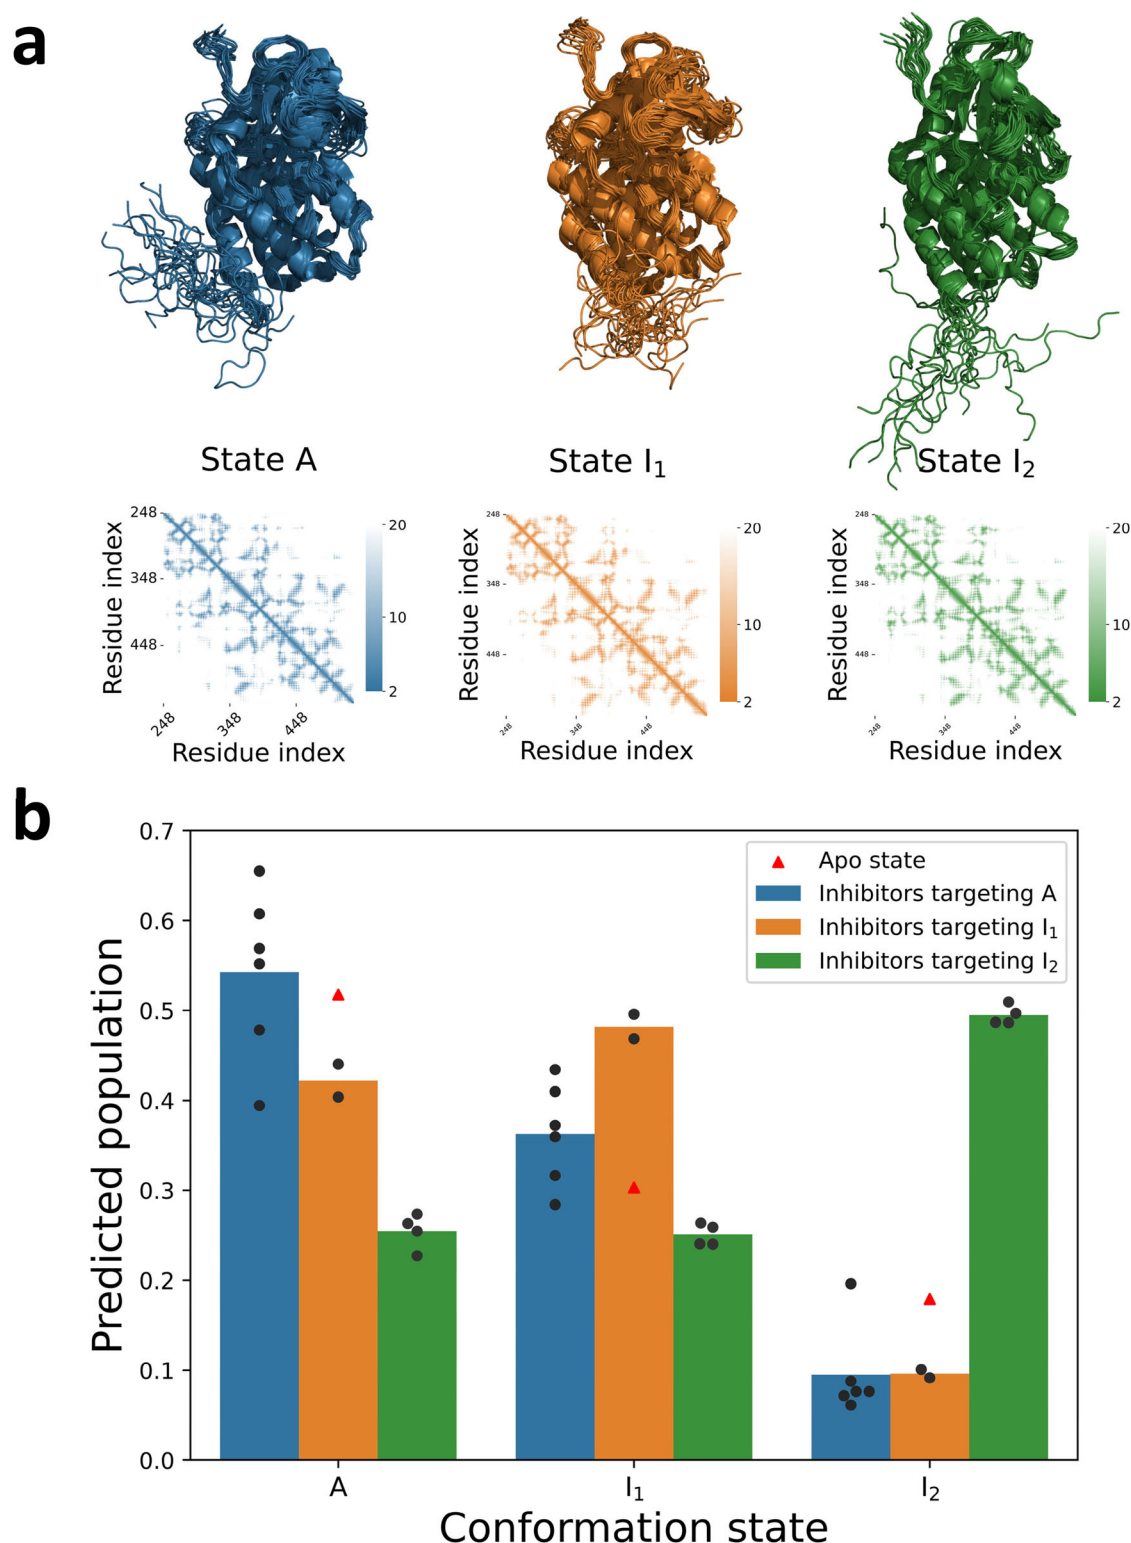 a
State A
State I₁
State I₂
Residue index
248
348
448
20
10
2
248
348
448
Residue index
Residue index
248
348
448
20
10
2
248
348
448
Residue index
Residue index
248
348
448
20
10
2
248
348
448
Residue index
b
Predicted population
0.7
0.6
0.5
0.4
0.3
0.2
0.1
0.0
Apo state
Inhibitors targeting A
Inhibitors targeting I₁
Inhibitors targeting I₂
A
I₁
I₂
Conformation state